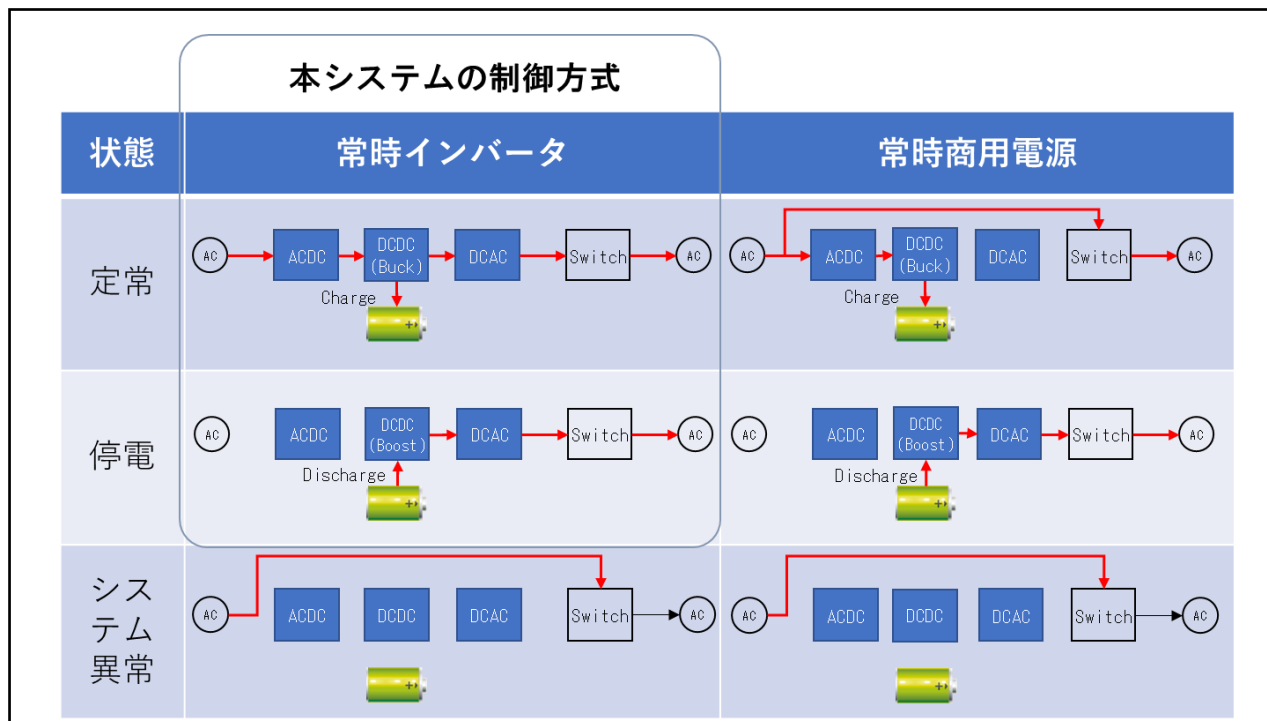 本システムの制御方式
状態
常時インバータ
常時商用電源
定常
AC
ACDC
DCDC
(Buck)
DCAC
Switch
AC
Charge
AC
ACDC
DCDC
(Buck)
DCAC
Switch
AC
Charge
停電
AC
ACDC
DCDC
(Boost)
DCAC
Switch
AC
Discharge
AC
ACDC
DCDC
(Boost)
DCAC
Switch
AC
Discharge
シス
テム
異常
AC
ACDC
DCDC
DCAC
Switch
AC
AC
ACDC
DCDC
DCAC
Switch
AC